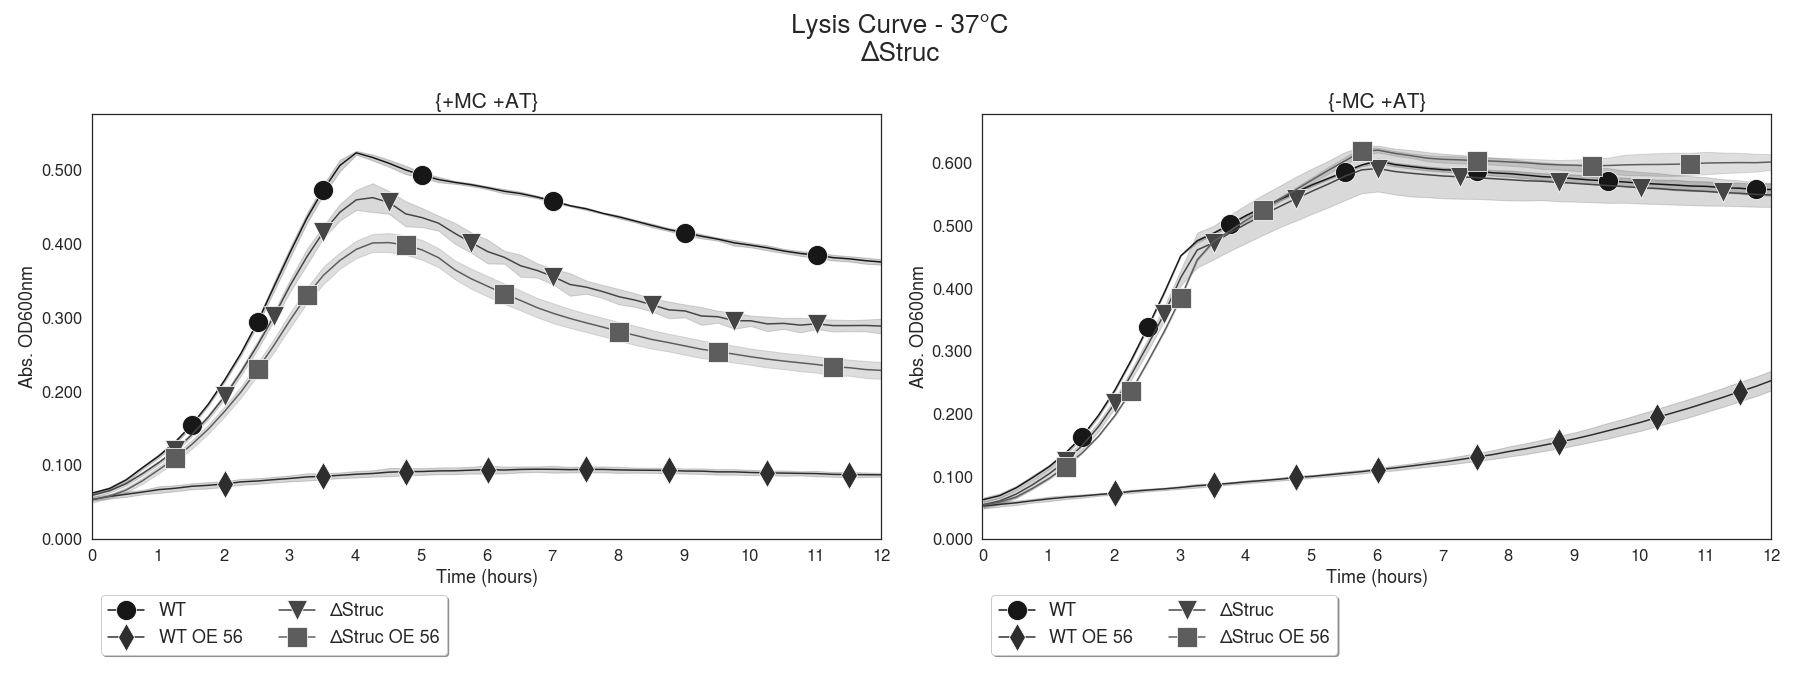 Lysis Curve - 37°C
ΔStruc
{+MC +AT}
Abs. OD600nm
0.500
0.400
0.300
0.200
0.100
0.000
0 1 2 3 4 5 6 7 8 9 10 11 12
Time (hours)
WT ΔStruc
WT OE 56 ΔStruc OE 56
{-MC +AT}
Abs. OD600nm
0.600
0.500
0.400
0.300
0.200
0.100
0.000
0 1 2 3 4 5 6 7 8 9 10 11 12
Time (hours)
WT ΔStruc
WT OE 56 ΔStruc OE 56